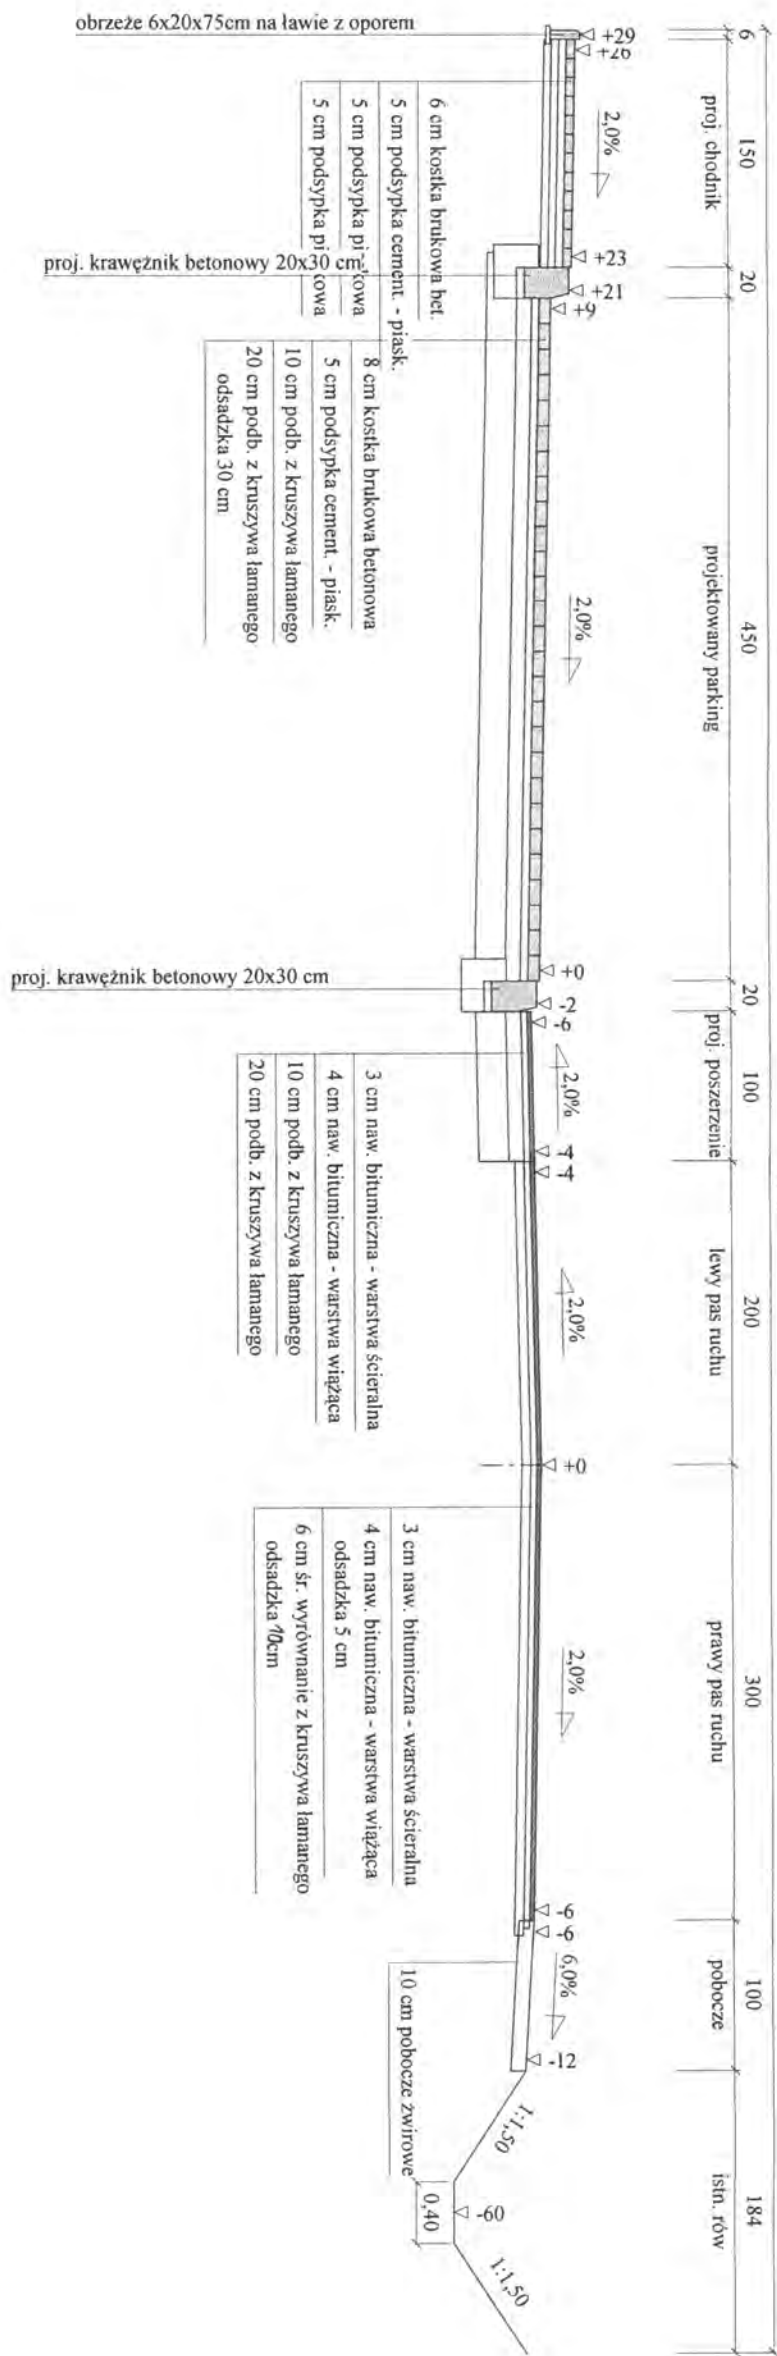 obrzeże 6x20x75cm na ławie z oporem
6
150
20
450
20
100
200
300
100
184
proj. chodnik
projektowany parking
proj. poszerzenie
lewy pas ruchu
prawy pas ruchu
pobocze
istn. rów
+29
+26
2,0%
+23
+21
+9
2,0%
+0
-2
-6
2,0%
-4
-4
2,0%
+0
2,0%
-6
-6
6,0%
-12
1:1,50
-60
0,40
1:1,50
6 cm kostka brukowa bet.
5 cm podsypka cement. - piask.
5 cm podsypka piaskowa
5 cm podsypka piaskowa
proj. krawężnik betonowy 20x30 cm
8 cm kostka brukowa betonowa
5 cm podsypka cement. - piask.
10 cm podb. z kruszywa łamanego
20 cm podb. z kruszywa łamanego
odsadzka 30 cm
proj. krawężnik betonowy 20x30 cm
3 cm naw. bitumiczna - warstwa ścieralna
4 cm naw. bitumiczna - warstwa wiążąca
10 cm podb. z kruszywa łamanego
20 cm podb. z kruszywa łamanego
3 cm naw. bitumiczna - warstwa ścieralna
4 cm naw. bitumiczna - warstwa wiążąca
odsadzka 5 cm
6 cm śr. wyrównanie z kruszywa łamanego
odsadzka 10cm
10 cm pobocze żwirowe